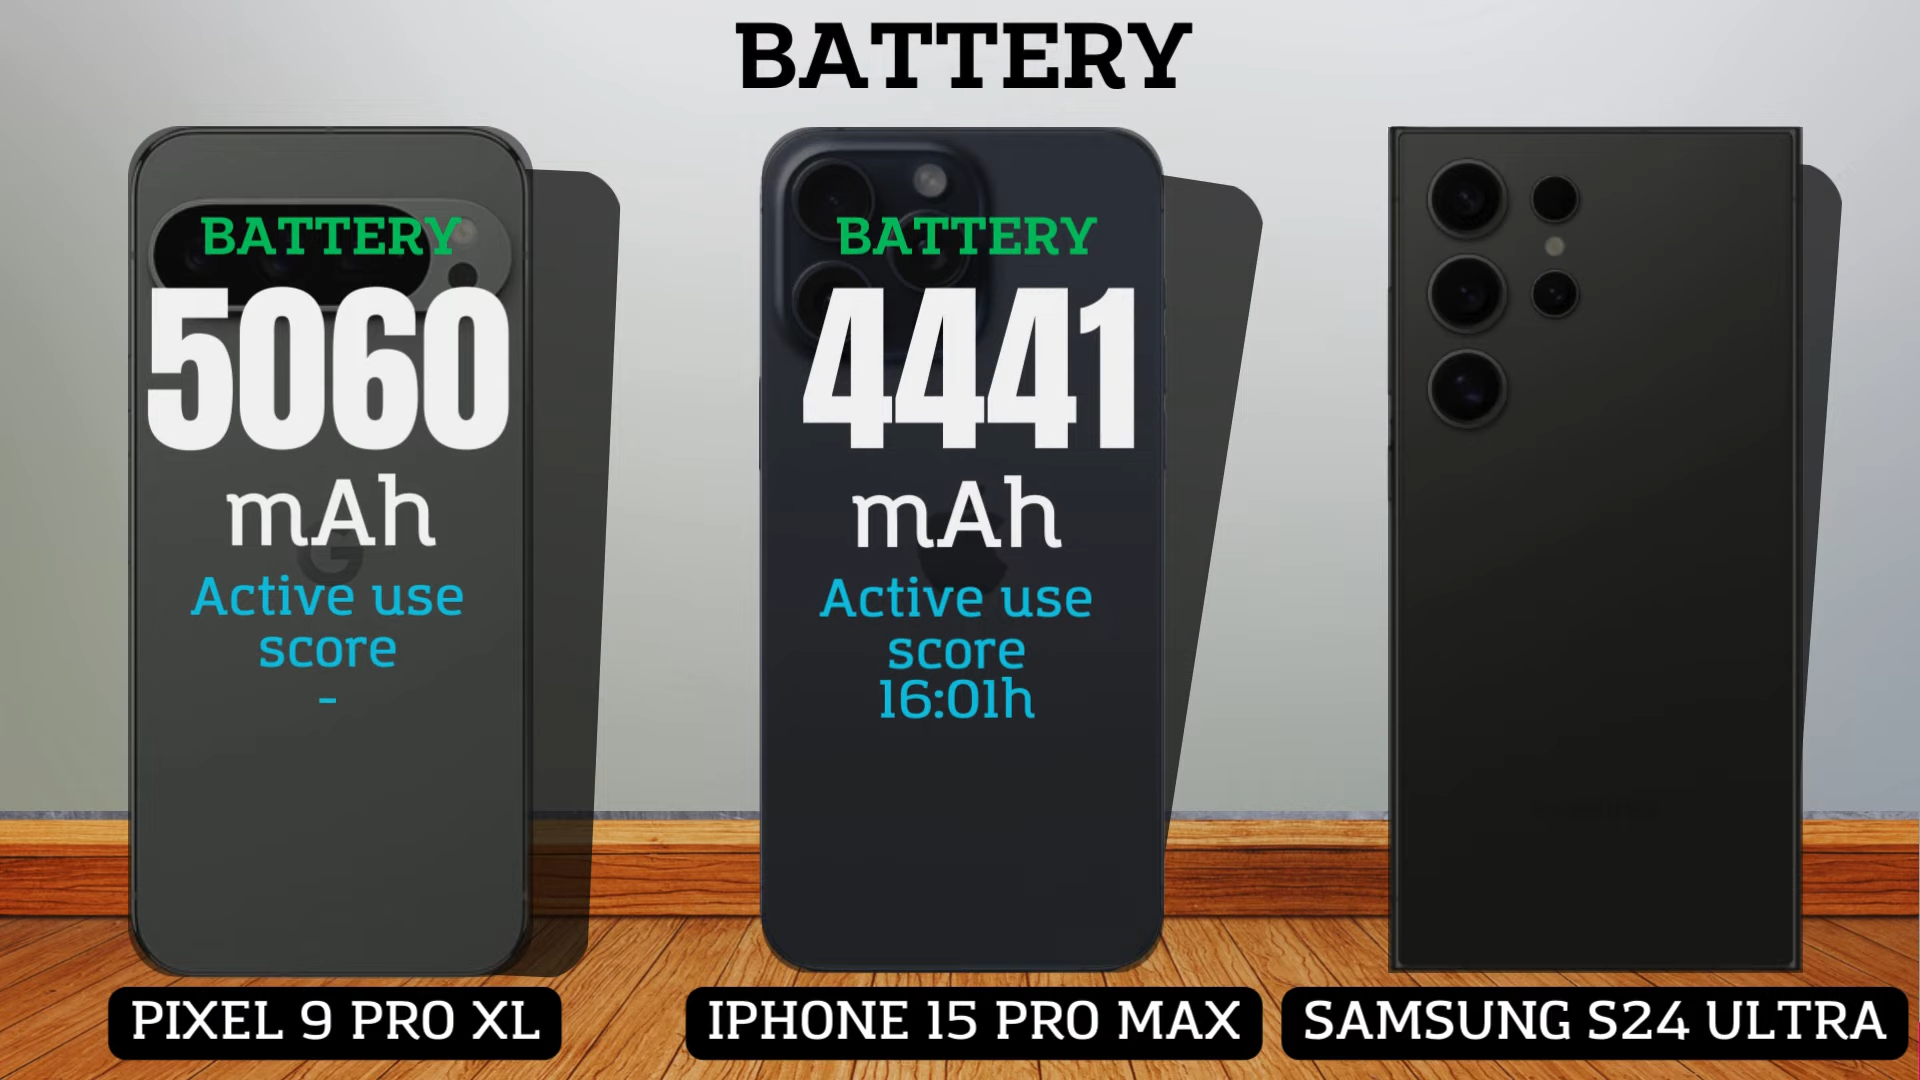 BATTERY
BATTERY
5060
mAh
Active use
score
-
BATTERY
4441
mAh
Active use
score
16:01h
PIXEL 9 PRO XL
IPHONE 15 PRO MAX
SAMSUNG S24 ULTRA